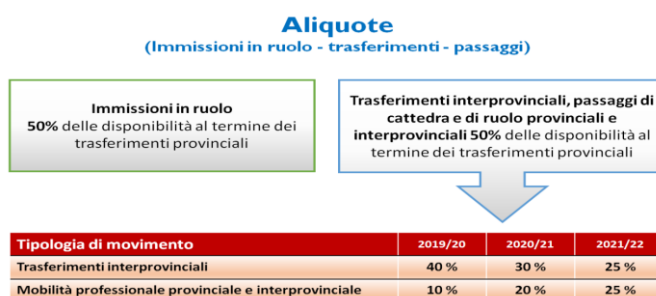 Aliquote
(Immissioni in ruolo - trasferimenti - passaggi)
Immissioni in ruolo
50% delle disponibilità al termine dei
trasferimenti provinciali
Trasferimenti interprovinciali, passaggi di
cattedra e di ruolo provinciali e
interprovinciali 50% delle disponibilità al
termine dei trasferimenti provinciali
Tipologia di movimento 2019/20 2020/21 2021/22
Trasferimenti interprovinciali 40 % 30 % 25 %
Mobilità professionale provinciale e interprovinciale 10 % 20 % 25 %